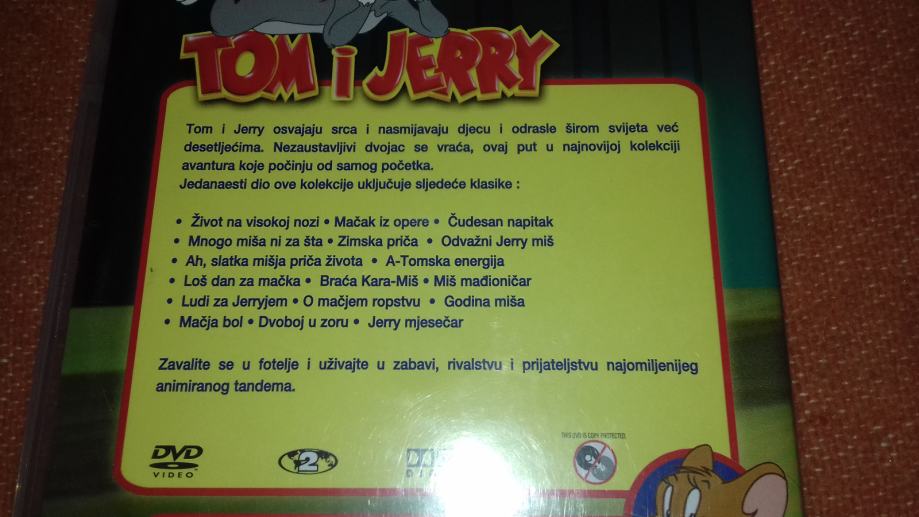 TOM i JERRY
Tom i Jerry osvajaju srca i nasmijavaju djecu i odrasle širom svijeta već
desetljećima. Nezaustavljivi dvojac se vraća, ovaj put u najnovijoj kolekciji
avantura koje počinju od samog početka.
Jedanaesti dio ove kolekcije uključuje sljedeće klasike :
• Život na visokoj nozi • Mačak iz opere • Čudesan napitak
• Mnogo miša ni za šta • Zimska priča • Odvažni Jerry miš
• Ah, slatka mišja priča života • A-Tomska energija
• Loš dan za mačka • Braća Kara-Miš • Miš mađioničar
• Ludi za Jerryjem • O mačjem ropstvu • Godina miša
• Mačja bol • Dvoboj u zoru • Jerry mjesečar
Zavalite se u fotelje i uživajte u zabavi, rivalstvu i prijateljstvu najomiljenijeg
animiranog tandema.
THIS DVD IS COPY PROTECTED.
DVD
VIDEO
2